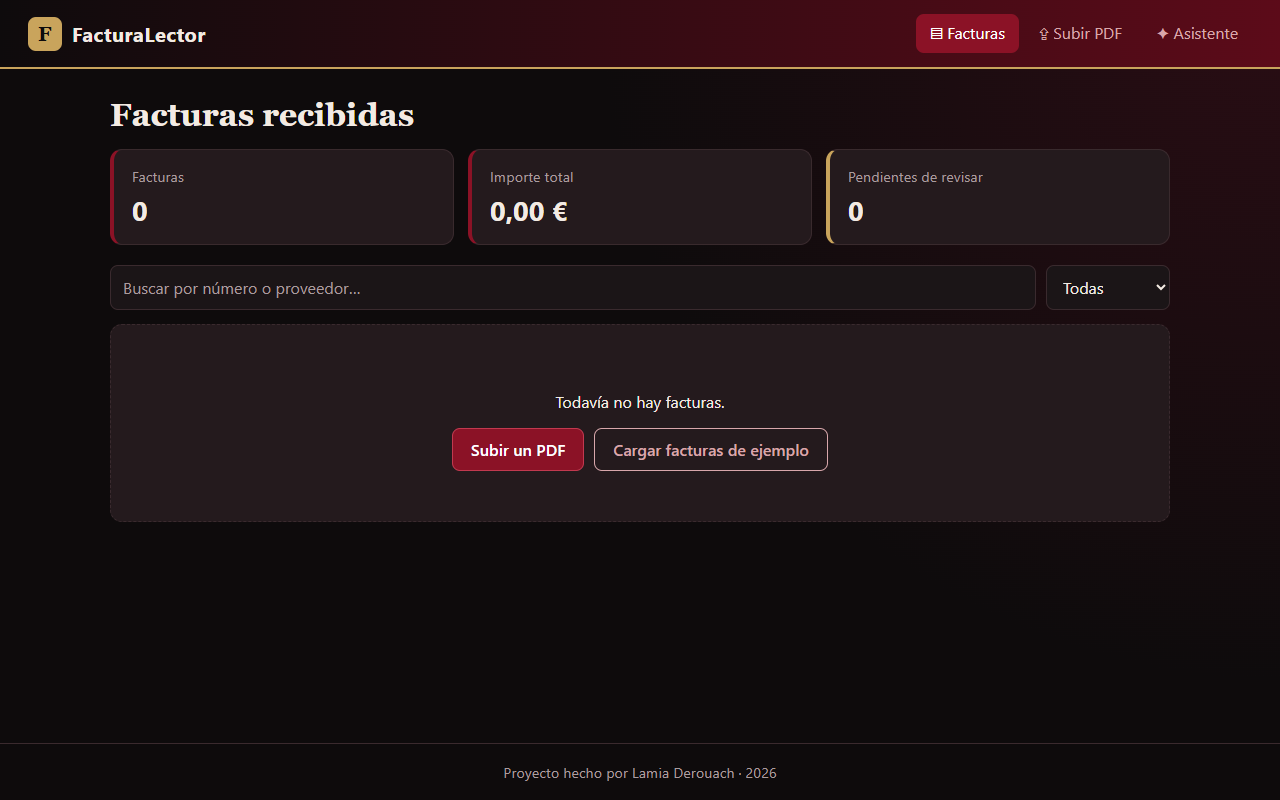 F FacturaLector
▤ Facturas
⇪ Subir PDF
✦ Asistente
Facturas recibidas
Facturas
0
Importe total
0,00 €
Pendientes de revisar
0
Buscar por número o proveedor...
Todas
Todavía no hay facturas.
Subir un PDF
Cargar facturas de ejemplo
Proyecto hecho por Lamia Derouach · 2026